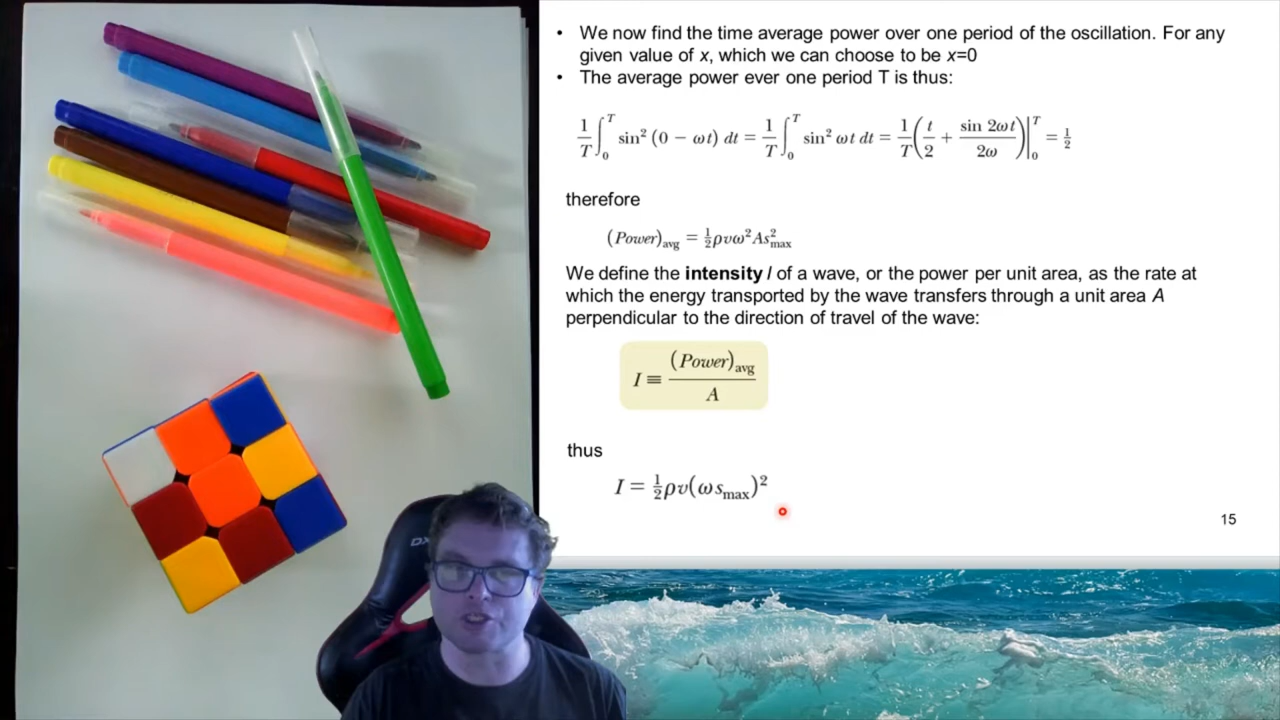 • We now find the time average power over one period of the oscillation. For any
given value of x, which we can choose to be x=0
• The average power ever one period T is thus:
1/T ∫₀ᵀ sin² (0 − ωt) dt = 1/T ∫₀ᵀ sin² ωt dt = 1/T (t/2 + sin 2ωt/2ω)|₀ᵀ = ½
therefore
(Power)avg = ½ρvω²As²max
We define the intensity I of a wave, or the power per unit area, as the rate at
which the energy transported by the wave transfers through a unit area A
perpendicular to the direction of travel of the wave:
I ≡ (Power)avg / A
thus
I = ½ρv(ωsmax)²
15
DX